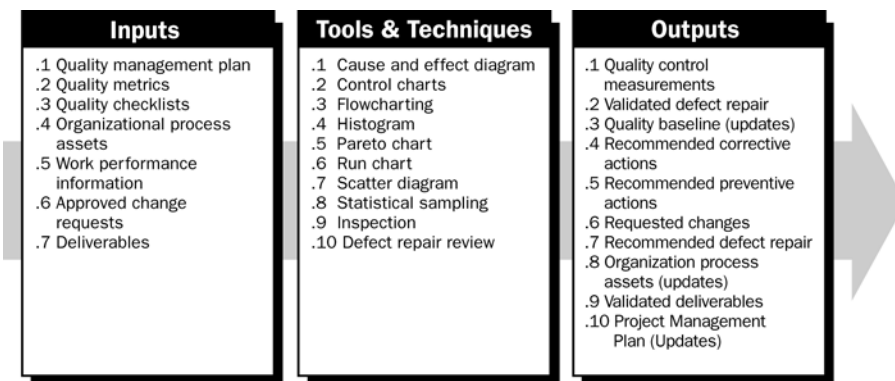 Inputs
.1 Quality management plan
.2 Quality metrics
.3 Quality checklists
.4 Organizational process
assets
.5 Work performance
information
.6 Approved change
requests
.7 Deliverables
Tools & Techniques
.1 Cause and effect diagram
.2 Control charts
.3 Flowcharting
.4 Histogram
.5 Pareto chart
.6 Run chart
.7 Scatter diagram
.8 Statistical sampling
.9 Inspection
.10 Defect repair review
Outputs
.1 Quality control
measurements
.2 Validated defect repair
.3 Quality baseline (updates)
.4 Recommended corrective
actions
.5 Recommended preventive
actions
.6 Requested changes
.7 Recommended defect repair
.8 Organization process
assets (updates)
.9 Validated deliverables
.10 Project Management
Plan (Updates)